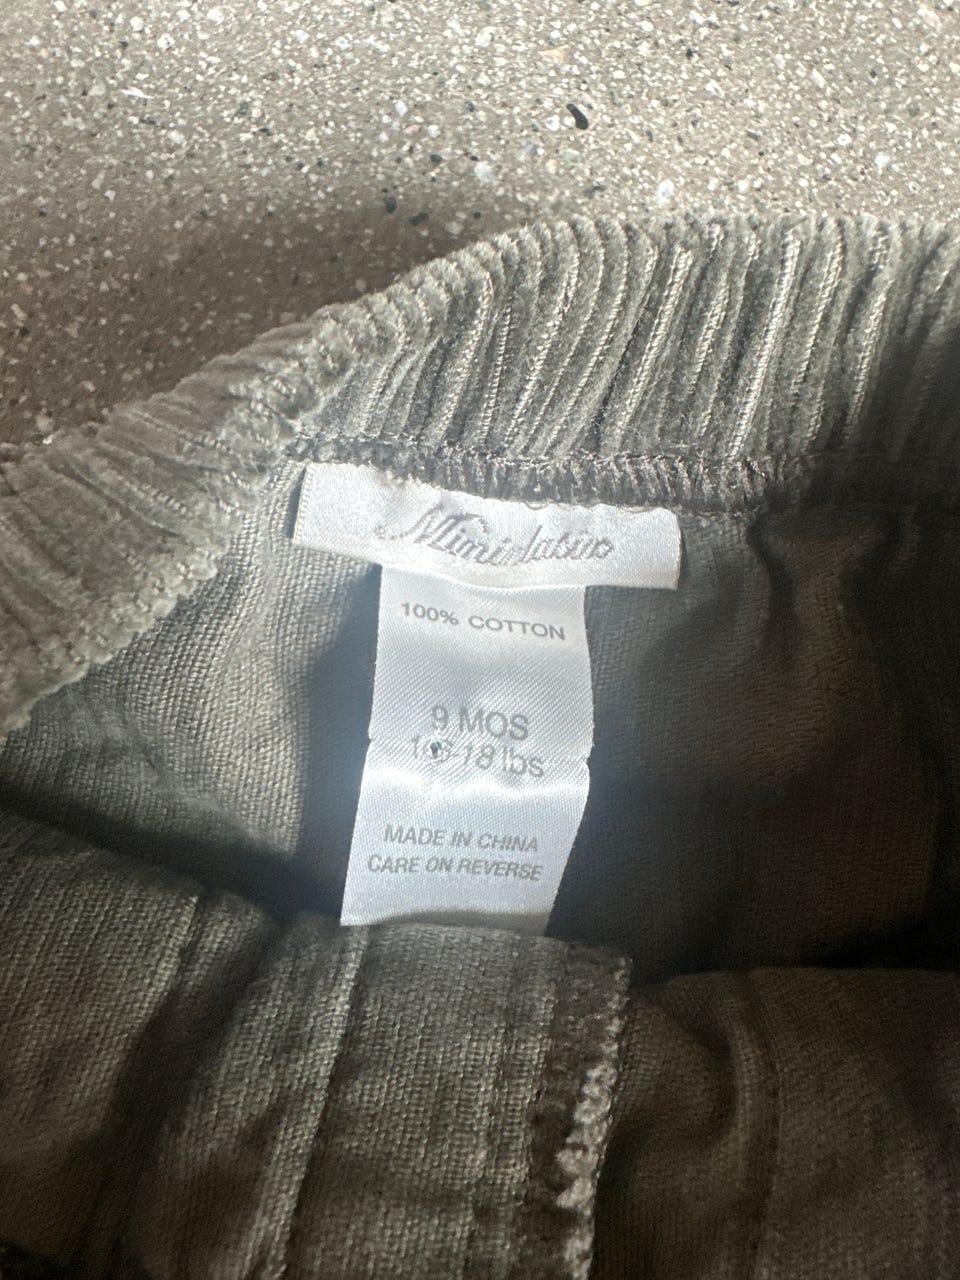 Miniclasix
100% COTTON
9 MOS
18 lbs
MADE IN CHINA
CARE ON REVERSE